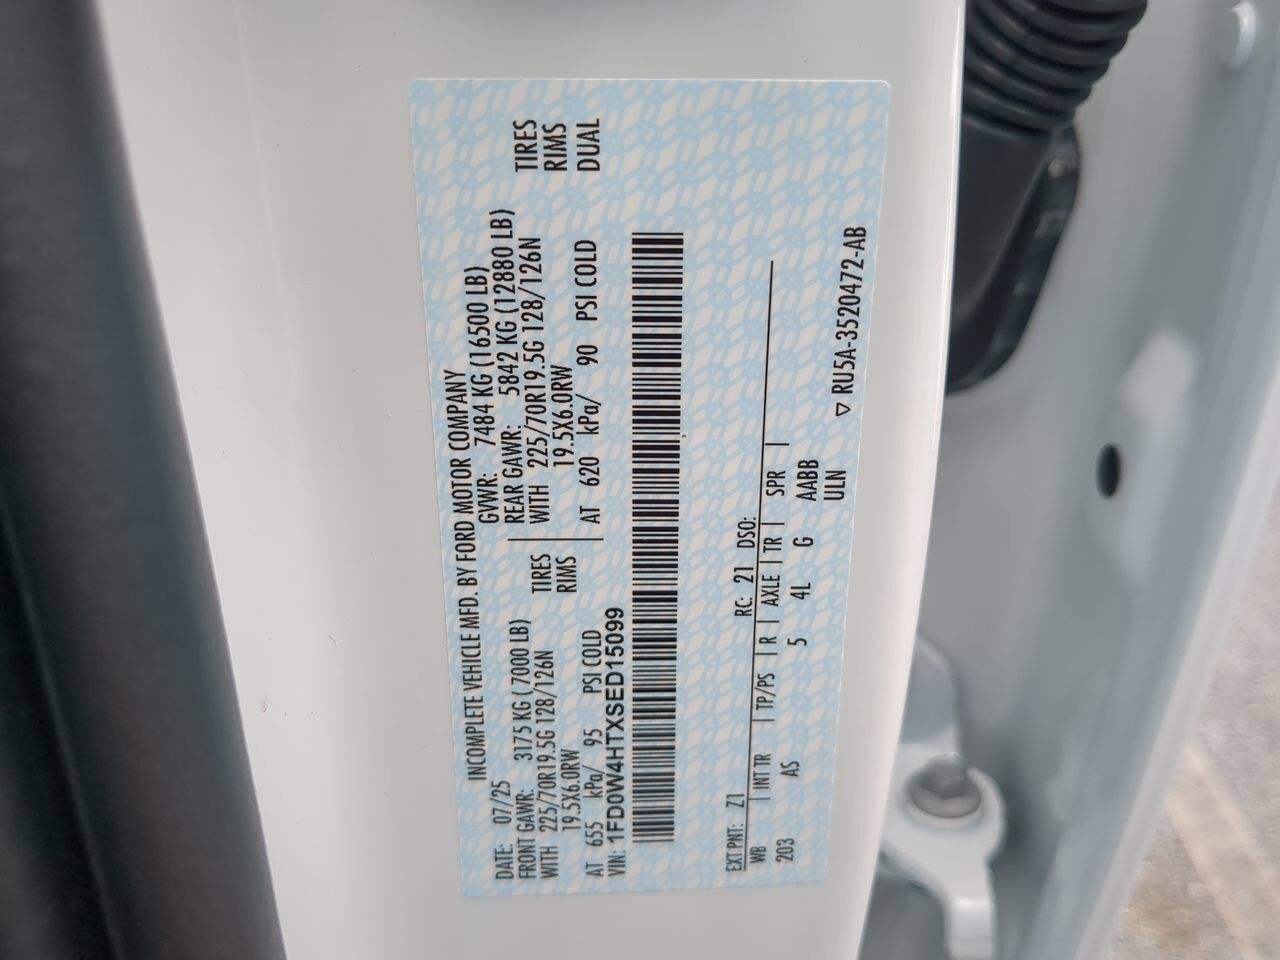 INCOMPLETE VEHICLE MFD. BY FORD MOTOR COMPANY
DATE: 07/25 GVWR: 7484 KG (16500 LB)
FRONT GAWR: 3175 KG (7000 LB) REAR GAWR: 5842 KG (12880 LB)
WITH 225/70R19.5G 128/126N TIRES WITH 225/70R19.5G 128/126N TIRES
19.5X6.0RW RIMS 19.5X6.0RW RIMS
AT 655 kPa/ 95 PSI COLD AT 620 kPa/ 90 PSI COLD DUAL
VIN: 1FD0W4HTXSED15099
EXT PNT: Z1 RC: 21 DSO:
WB | INT TR | TP/PS | R | AXLE | TR | SPR |
203 AS 5 4L G AABB
ULN
▽ RU5A-3520472-AB